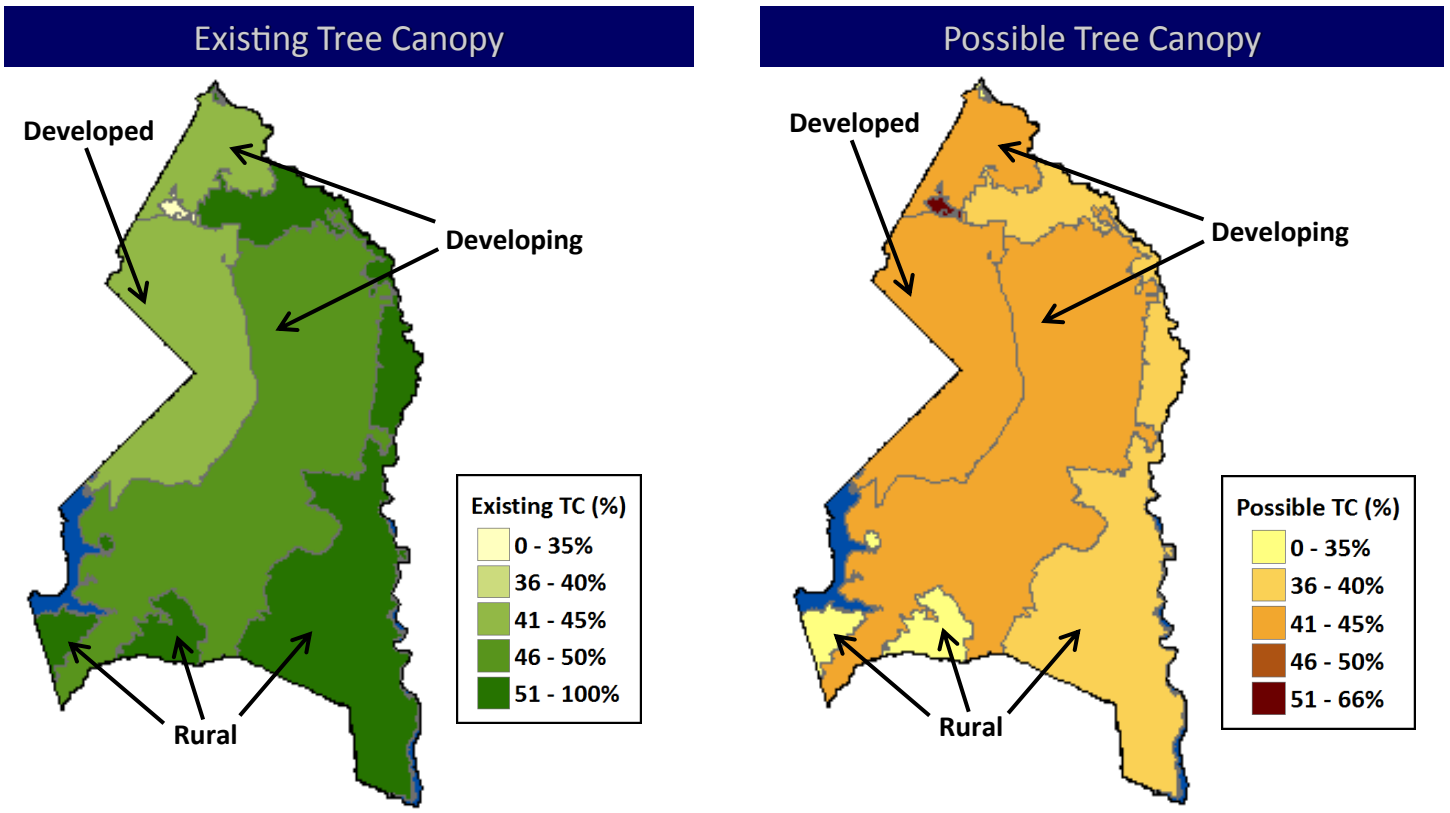 Existing Tree Canopy
Developed
Developing
Existing TC (%)
0 - 35%
36 - 40%
41 - 45%
46 - 50%
51 - 100%
Rural
Possible Tree Canopy
Developed
Developing
Possible TC (%)
0 - 35%
36 - 40%
41 - 45%
46 - 50%
51 - 66%
Rural